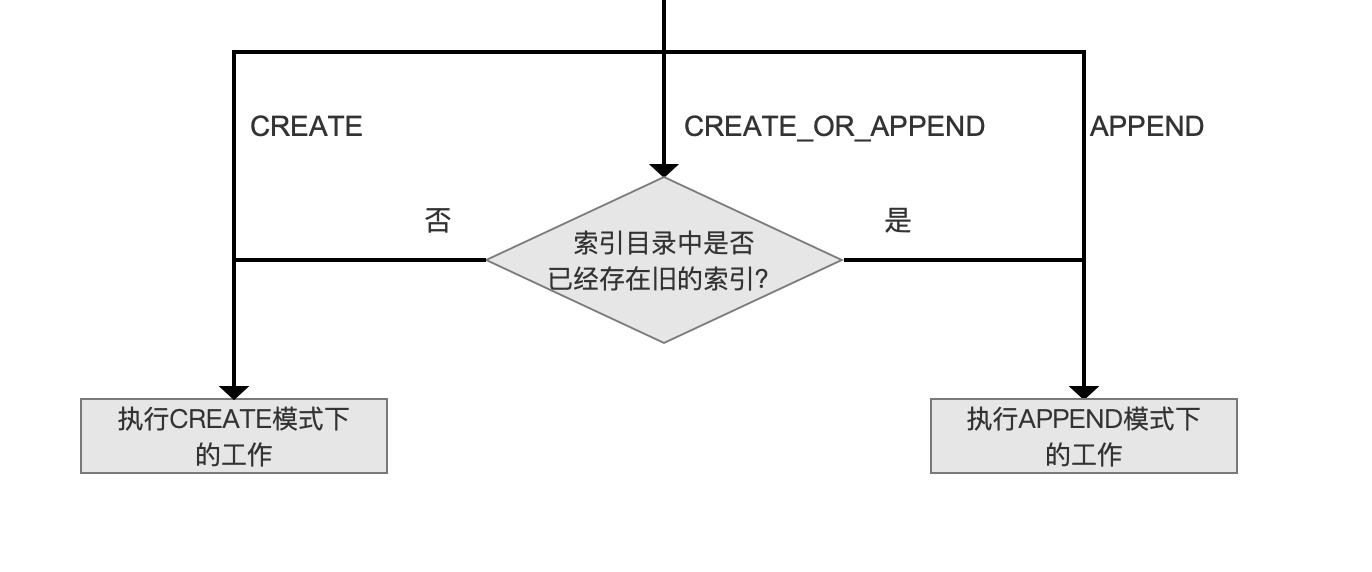 CREATE
CREATE_OR_APPEND
APPEND
否
是
索引目录中是否
已经存在旧的索引?
执行CREATE模式下
的工作
执行APPEND模式下
的工作